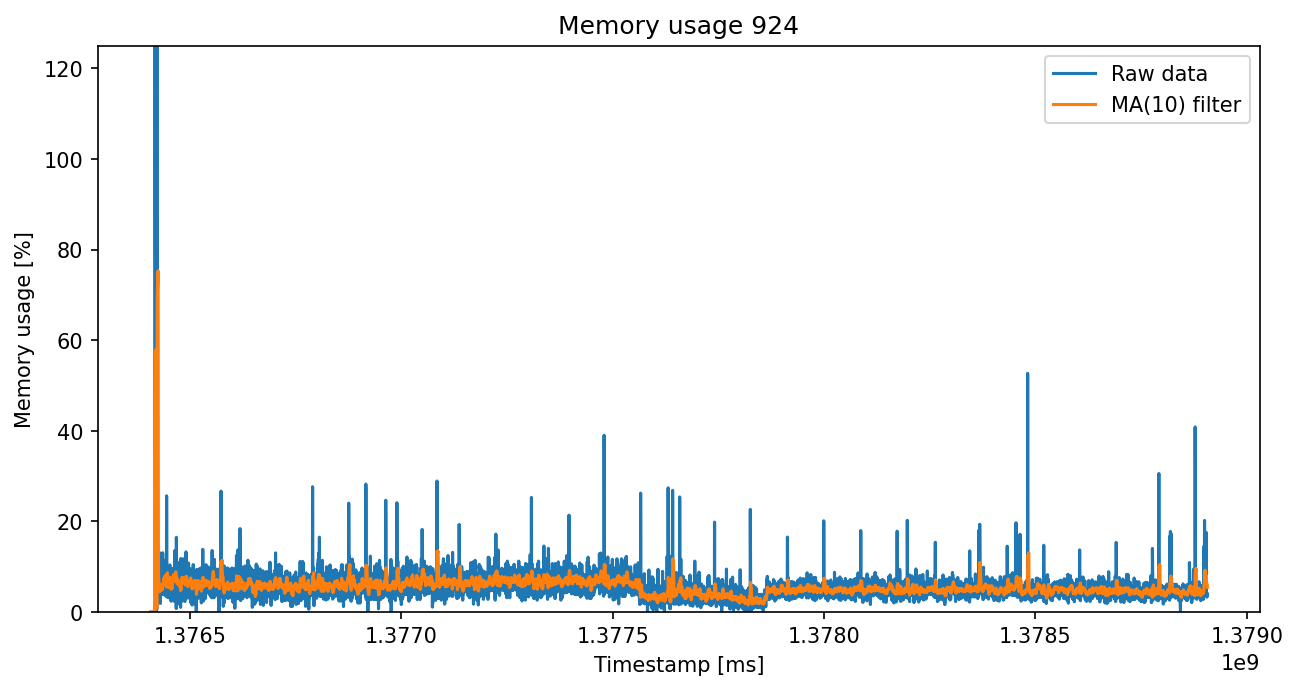 Memory usage 924
Raw data
MA(10) filter
Memory usage [%]
120
100
80
60
40
20
0
1.3765 1.3770 1.3775 1.3780 1.3785 1.3790
1e9
Timestamp [ms]